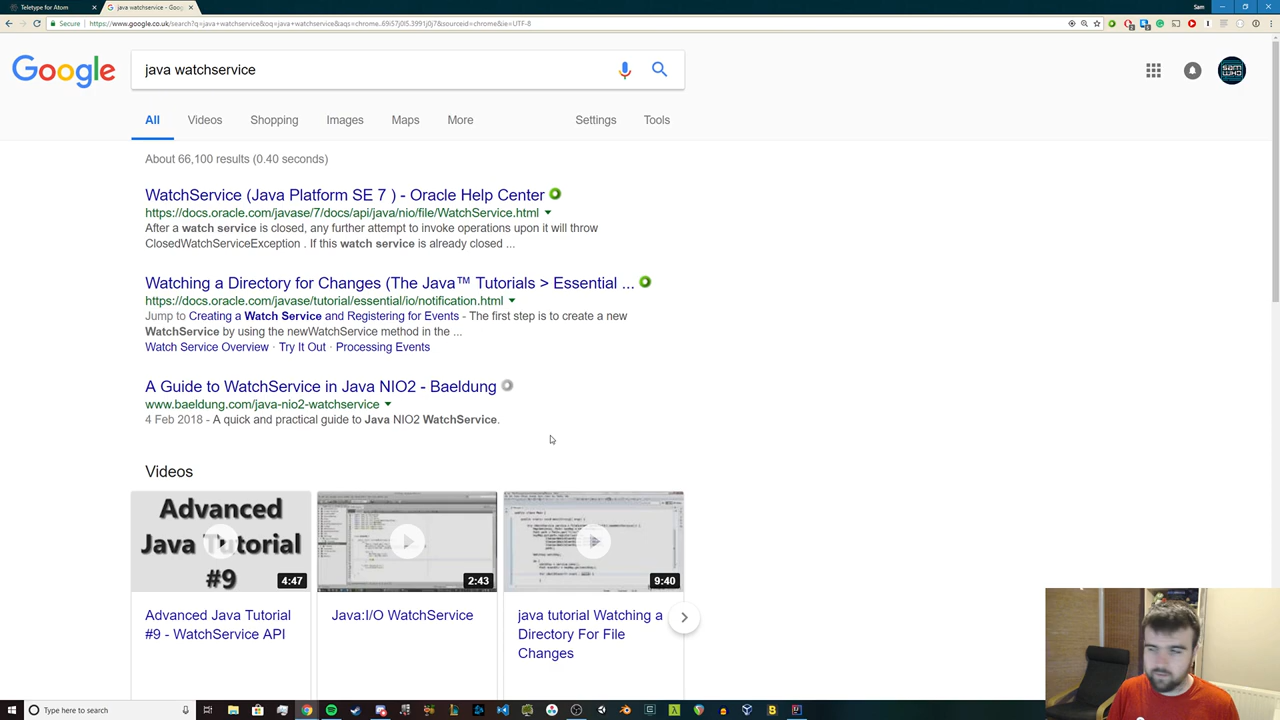 Teletype for Atom
java watchservice - Goo
Sam
Secure
https://www.google.co.uk/search?q=java+watchservice&oq=java+watchservice&aqs=chrome..69i57j0l5.3991j0j7&sourceid=chrome&ie=UTF-8
Google
java watchservice
SAM
WHO
All Videos Shopping Images Maps More Settings Tools
About 66,100 results (0.40 seconds)
WatchService (Java Platform SE 7 ) - Oracle Help Center
https://docs.oracle.com/javase/7/docs/api/java/nio/file/WatchService.html
After a watch service is closed, any further attempt to invoke operations upon it will throw
ClosedWatchServiceException . If this watch service is already closed ...
Watching a Directory for Changes (The Java™ Tutorials > Essential ...
https://docs.oracle.com/javase/tutorial/essential/io/notification.html
Jump to Creating a Watch Service and Registering for Events - The first step is to create a new
WatchService by using the newWatchService method in the ...
Watch Service Overview · Try It Out · Processing Events
A Guide to WatchService in Java NIO2 - Baeldung
www.baeldung.com/java-nio2-watchservice
4 Feb 2018 - A quick and practical guide to Java NIO2 WatchService.
Videos
Advanced
Java Tutorial
#9
4:47
2:43
9:40
Advanced Java Tutorial
#9 - WatchService API
Java:I/O WatchService
java tutorial Watching a
Directory For File
Changes
Type here to search